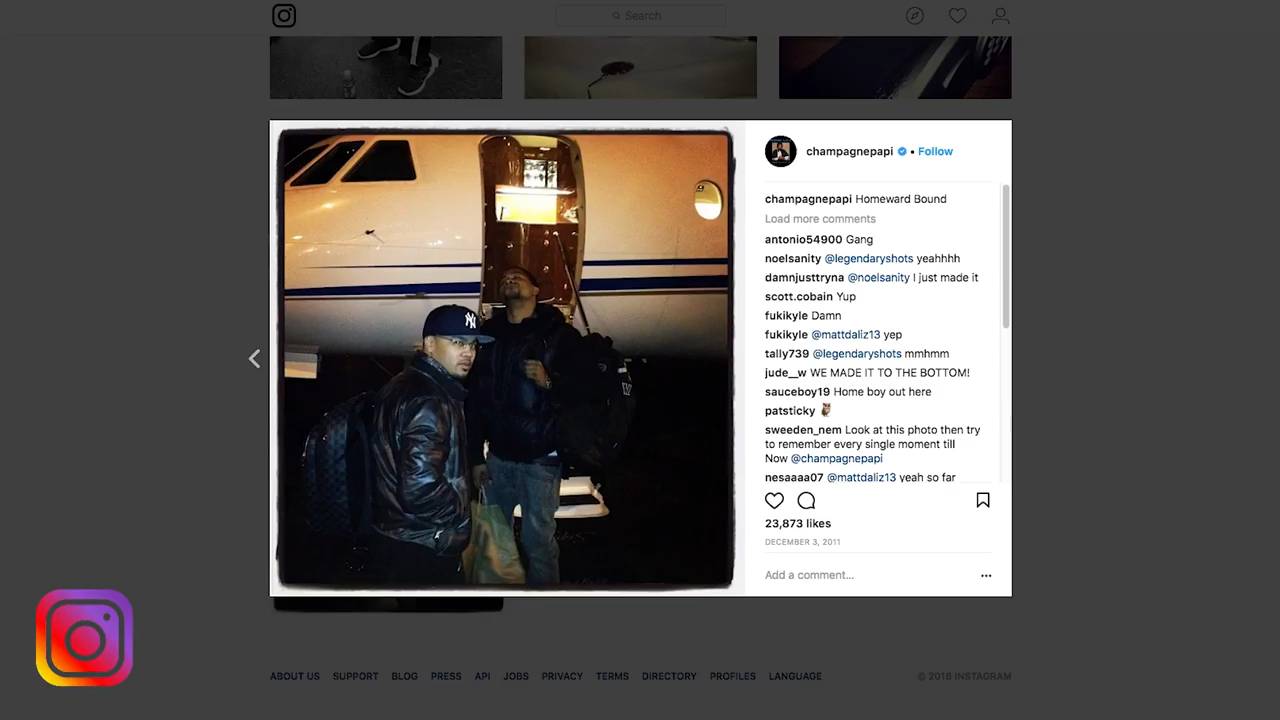 Search
champagnepapi • Follow
champagnepapi Homeward Bound
Load more comments
antonio54900 Gang
noelsanity @legendaryshots yeahhhh
damnjusttryna @noelsanity I just made it
scott.cobain Yup
fukikyle Damn
fukikyle @mattdaliz13 yep
tally739 @legendaryshots mmhmm
jude__w WE MADE IT TO THE BOTTOM!
sauceboy19 Home boy out here
patsticky 🦉
sweeden_nem Look at this photo then try
to remember every single moment till
Now @champagnepapi
nesaaaa07 @mattdaliz13 yeah so far
23,873 likes
DECEMBER 3, 2011
Add a comment...
NY
ABOUT US SUPPORT BLOG PRESS API JOBS PRIVACY TERMS DIRECTORY PROFILES LANGUAGE
© 2018 INSTAGRAM